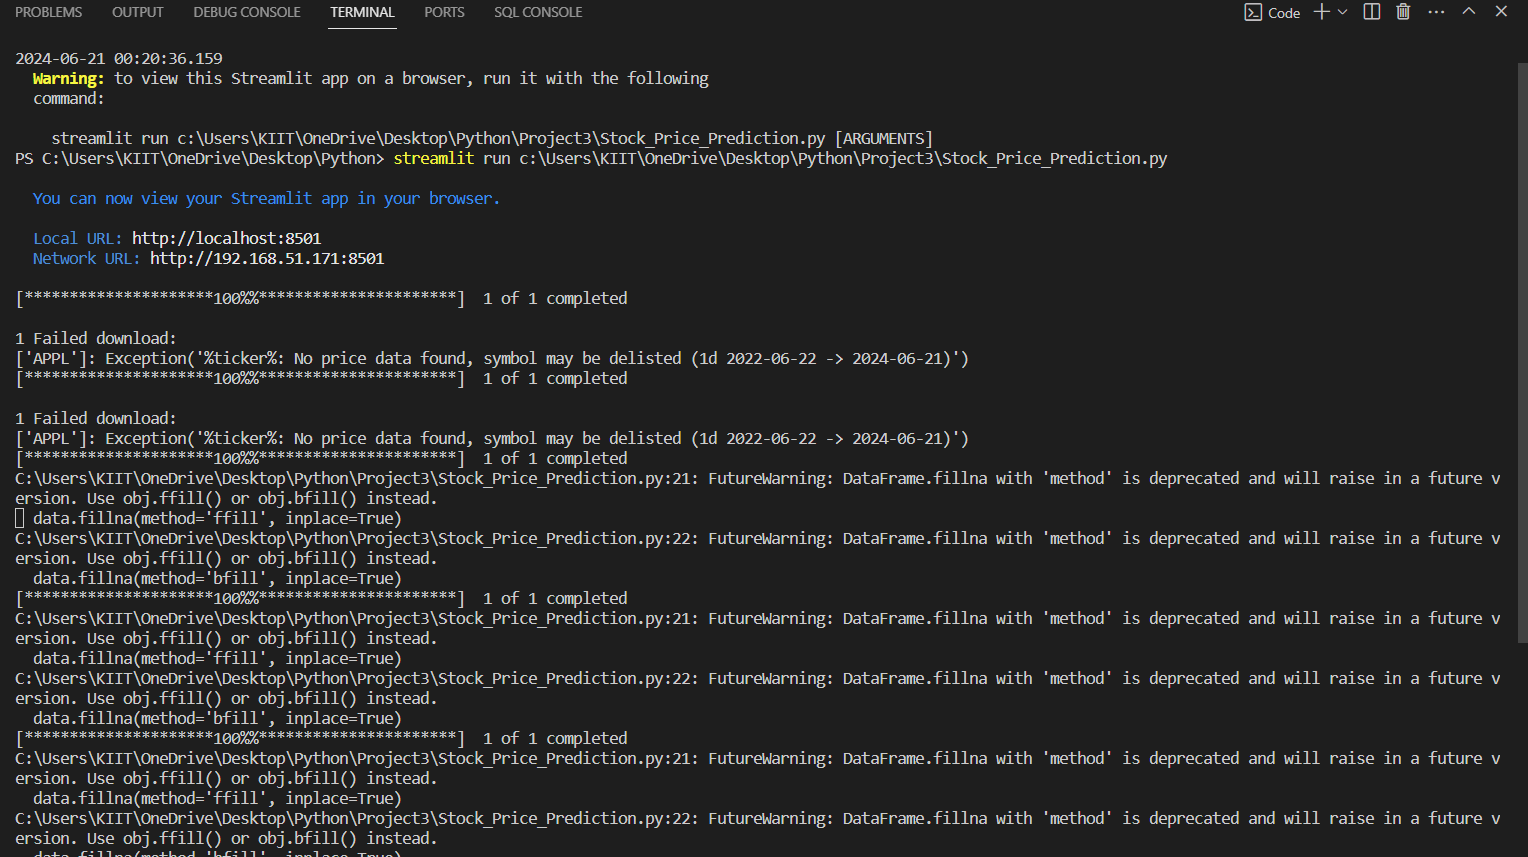 PROBLEMS OUTPUT DEBUG CONSOLE TERMINAL PORTS SQL CONSOLE Code
2024-06-21 00:20:36.159
Warning: to view this Streamlit app on a browser, run it with the following
command:
streamlit run c:\Users\KIIT\OneDrive\Desktop\Python\Project3\Stock_Price_Prediction.py [ARGUMENTS]
PS C:\Users\KIIT\OneDrive\Desktop\Python> streamlit run c:\Users\KIIT\OneDrive\Desktop\Python\Project3\Stock_Price_Prediction.py
You can now view your Streamlit app in your browser.
Local URL: http://localhost:8501
Network URL: http://192.168.51.171:8501
[*********************100%%**********************]  1 of 1 completed
1 Failed download:
['APPL']: Exception('%ticker%: No price data found, symbol may be delisted (1d 2022-06-22 -> 2024-06-21)')
[*********************100%%**********************]  1 of 1 completed
1 Failed download:
['APPL']: Exception('%ticker%: No price data found, symbol may be delisted (1d 2022-06-22 -> 2024-06-21)')
[*********************100%%**********************]  1 of 1 completed
C:\Users\KIIT\OneDrive\Desktop\Python\Project3\Stock_Price_Prediction.py:21: FutureWarning: DataFrame.fillna with 'method' is deprecated and will raise in a future v
ersion. Use obj.ffill() or obj.bfill() instead.
data.fillna(method='ffill', inplace=True)
C:\Users\KIIT\OneDrive\Desktop\Python\Project3\Stock_Price_Prediction.py:22: FutureWarning: DataFrame.fillna with 'method' is deprecated and will raise in a future v
ersion. Use obj.ffill() or obj.bfill() instead.
data.fillna(method='bfill', inplace=True)
[*********************100%%**********************]  1 of 1 completed
C:\Users\KIIT\OneDrive\Desktop\Python\Project3\Stock_Price_Prediction.py:21: FutureWarning: DataFrame.fillna with 'method' is deprecated and will raise in a future v
ersion. Use obj.ffill() or obj.bfill() instead.
data.fillna(method='ffill', inplace=True)
C:\Users\KIIT\OneDrive\Desktop\Python\Project3\Stock_Price_Prediction.py:22: FutureWarning: DataFrame.fillna with 'method' is deprecated and will raise in a future v
ersion. Use obj.ffill() or obj.bfill() instead.
data.fillna(method='bfill', inplace=True)
[*********************100%%**********************]  1 of 1 completed
C:\Users\KIIT\OneDrive\Desktop\Python\Project3\Stock_Price_Prediction.py:21: FutureWarning: DataFrame.fillna with 'method' is deprecated and will raise in a future v
ersion. Use obj.ffill() or obj.bfill() instead.
data.fillna(method='ffill', inplace=True)
C:\Users\KIIT\OneDrive\Desktop\Python\Project3\Stock_Price_Prediction.py:22: FutureWarning: DataFrame.fillna with 'method' is deprecated and will raise in a future v
ersion. Use obj.ffill() or obj.bfill() instead.
data.fillna(method='bfill', inplace=True)